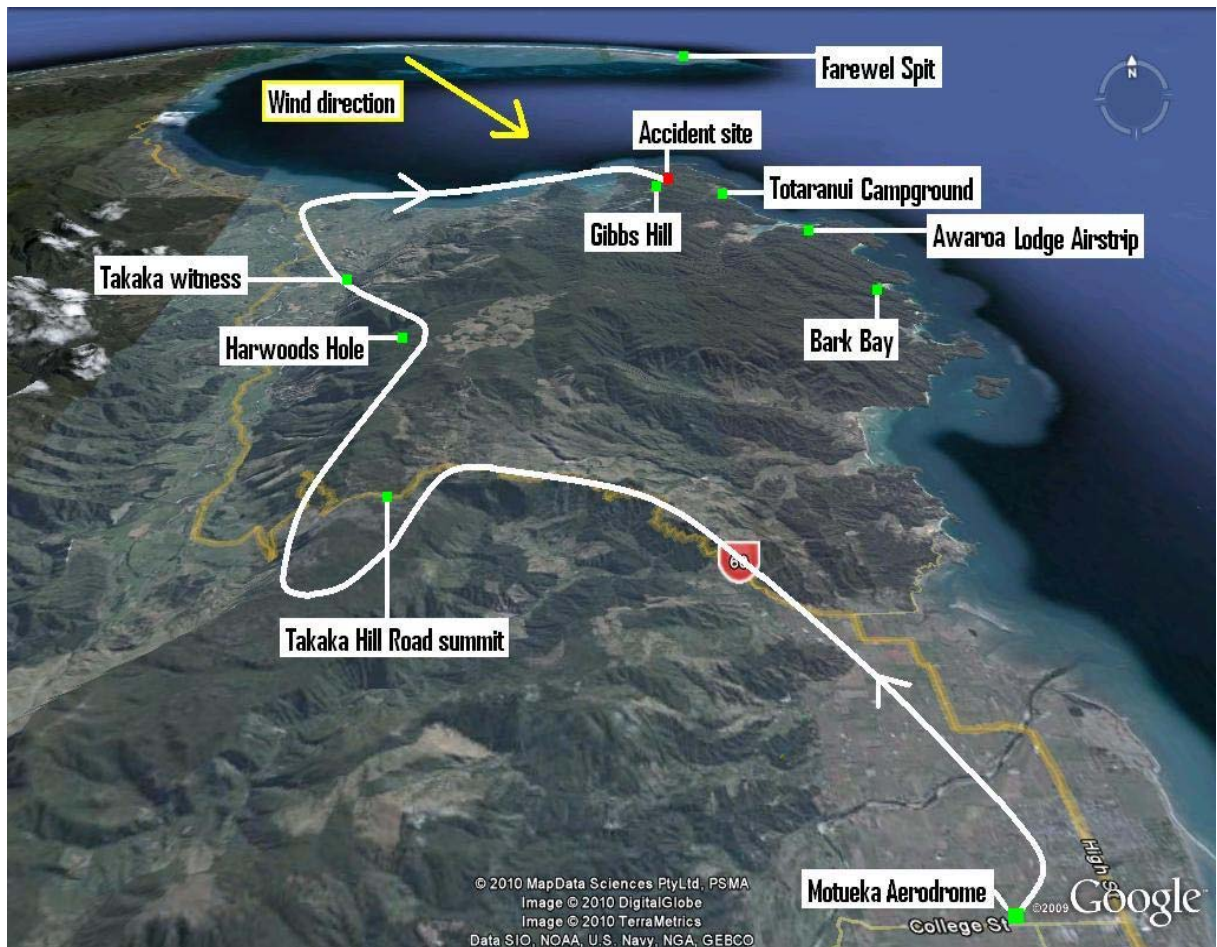 N
Farewel Spit
Wind direction
Accident site
Totaranui Campground
Gibbs Hill
Awaroa Lodge Airstrip
Takaka witness
Bark Bay
Harwoods Hole
60
Takaka Hill Road summit
High St
Motueka Aerodrome
College St
©2009 Google
© 2010 MapData Sciences PtyLtd, PSMA
Image © 2010 DigitalGlobe
Image © 2010 TerraMetrics
Data SIO, NOAA, U.S. Navy, NGA, GEBCO